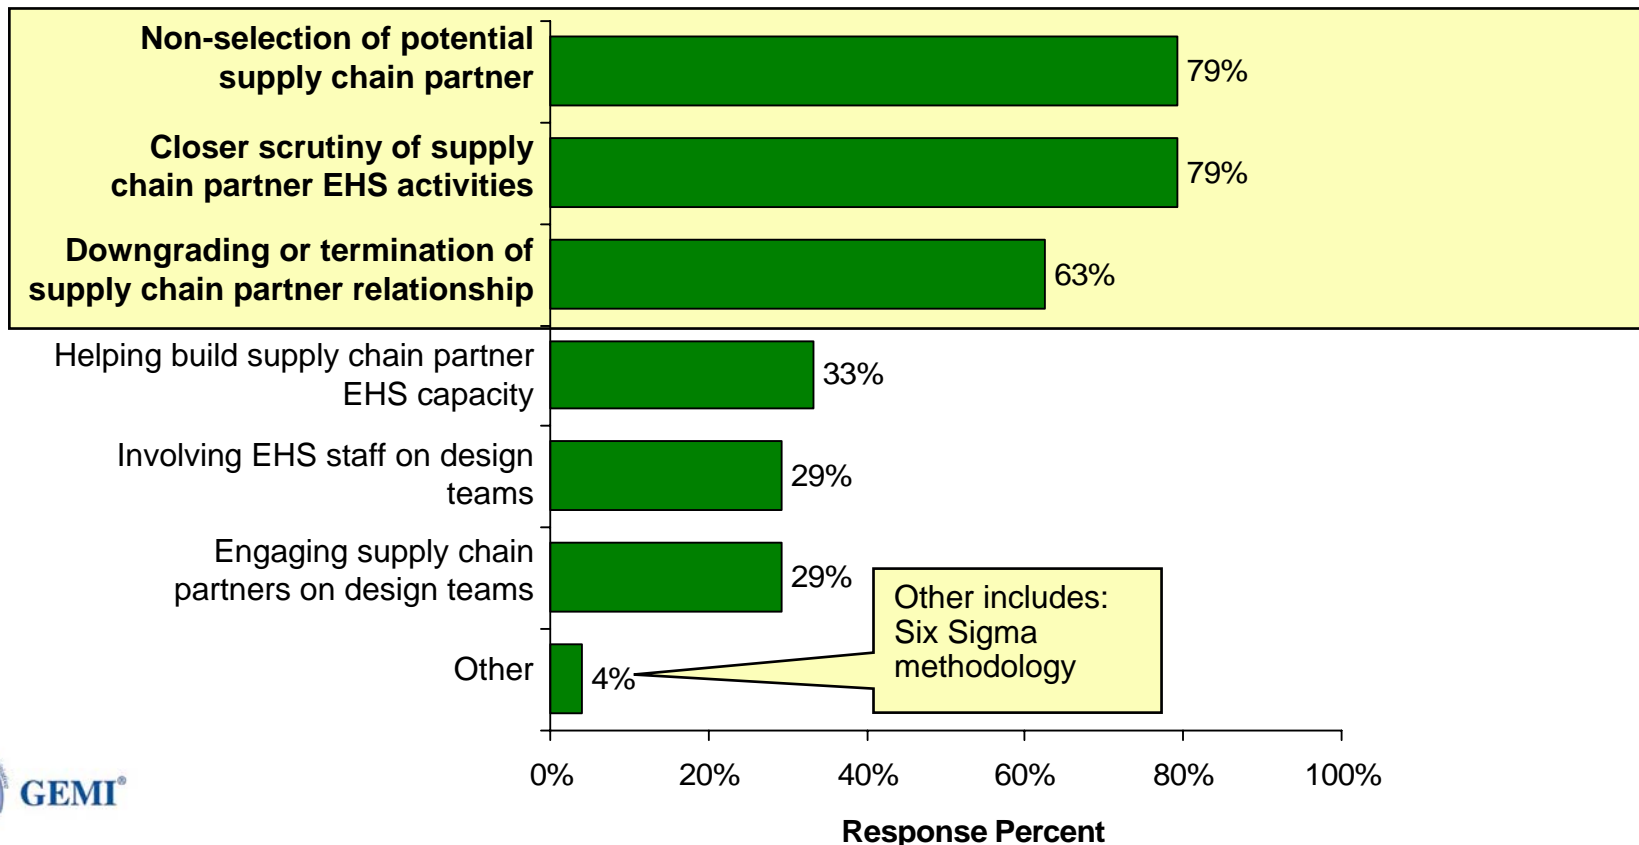 Non-selection of potential
supply chain partner
79%
Closer scrutiny of supply
chain partner EHS activities
79%
Downgrading or termination of
supply chain partner relationship
63%
Helping build supply chain partner
EHS capacity
33%
Involving EHS staff on design
teams
29%
Engaging supply chain
partners on design teams
29%
Other includes:
Six Sigma
methodology
Other
4%
0% 20% 40% 60% 80% 100%
Response Percent
GEMI®